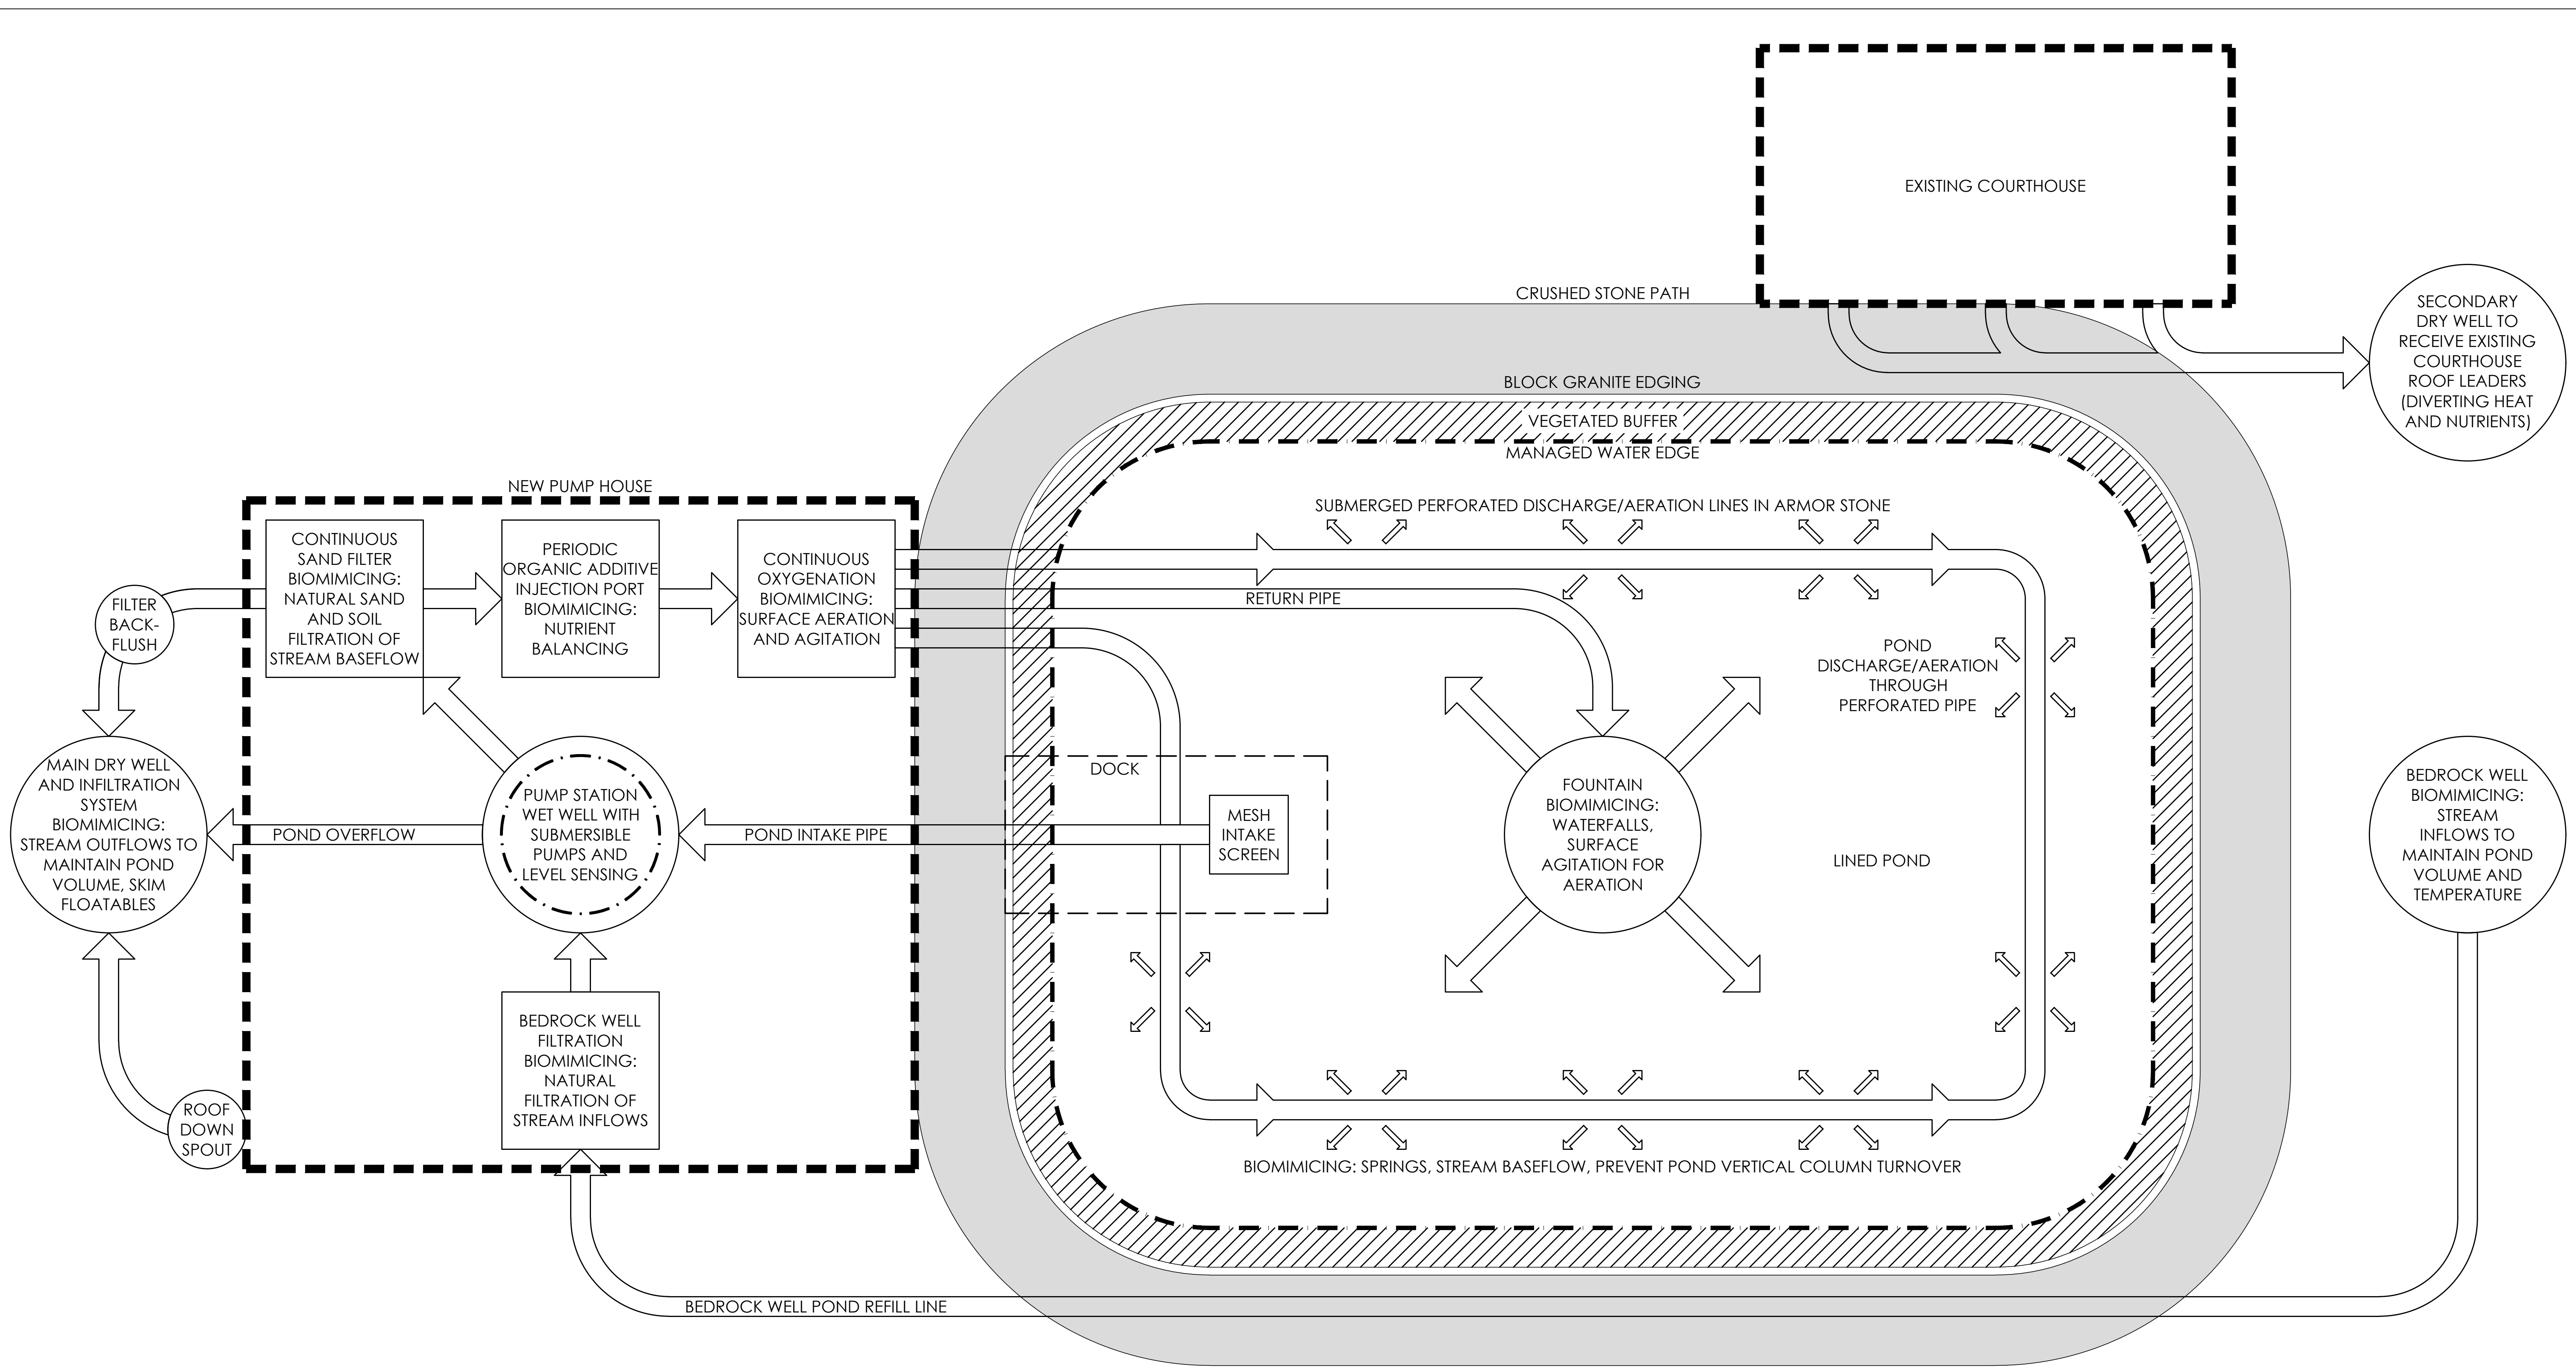 EXISTING COURTHOUSE
CRUSHED STONE PATH
SECONDARY
DRY WELL TO
RECEIVE EXISTING
COURTHOUSE
ROOF LEADERS
(DIVERTING HEAT
AND NUTRIENTS)
BLOCK GRANITE EDGING
VEGETATED BUFFER
MANAGED WATER EDGE
NEW PUMP HOUSE
SUBMERGED PERFORATED DISCHARGE/AERATION LINES IN ARMOR STONE
CONTINUOUS
SAND FILTER
BIOMIMICING:
NATURAL SAND
AND SOIL
FILTRATION OF
STREAM BASEFLOW
PERIODIC
ORGANIC ADDITIVE
INJECTION PORT
BIOMIMICING:
NUTRIENT
BALANCING
CONTINUOUS
OXYGENATION
BIOMIMICING:
SURFACE AERATION
AND AGITATION
FILTER
BACK-
FLUSH
RETURN PIPE
POND
DISCHARGE/AERATION
THROUGH
PERFORATED PIPE
MAIN DRY WELL
AND INFILTRATION
SYSTEM
BIOMIMICING:
STREAM OUTFLOWS TO
MAINTAIN POND
VOLUME, SKIM
FLOATABLES
POND OVERFLOW
PUMP STATION
WET WELL WITH
SUBMERSIBLE
PUMPS AND
LEVEL SENSING
POND INTAKE PIPE
DOCK
MESH
INTAKE
SCREEN
FOUNTAIN
BIOMIMICING:
WATERFALLS,
SURFACE
AGITATION FOR
AERATION
LINED POND
BEDROCK WELL
BIOMIMICING:
STREAM
INFLOWS TO
MAINTAIN POND
VOLUME AND
TEMPERATURE
BEDROCK WELL
FILTRATION
BIOMIMICING:
NATURAL
FILTRATION OF
STREAM INFLOWS
ROOF
DOWN
SPOUT
BIOMIMICING: SPRINGS, STREAM BASEFLOW, PREVENT POND VERTICAL COLUMN TURNOVER
BEDROCK WELL POND REFILL LINE